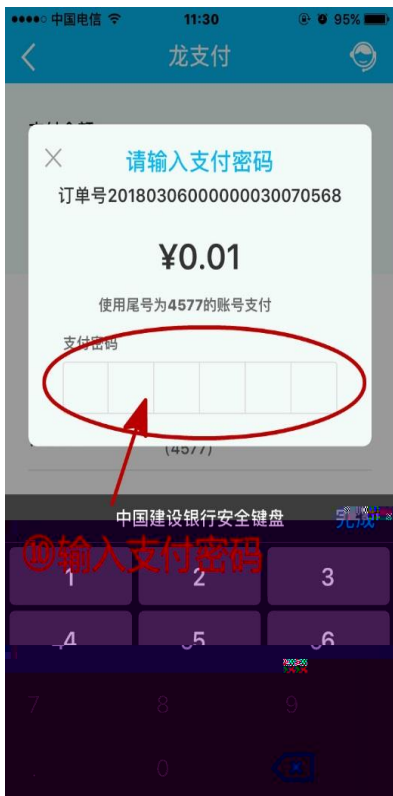 中国电信 11:30 95%
龙支付
请输入支付密码
订单号20180306000000030070568
¥0.01
使用尾号为4577的账号支付
支付密码
(4577)
中国建设银行安全键盘 完成
⑩输入支付密码
1 2 3
4 5 6
7 8 9
. 0